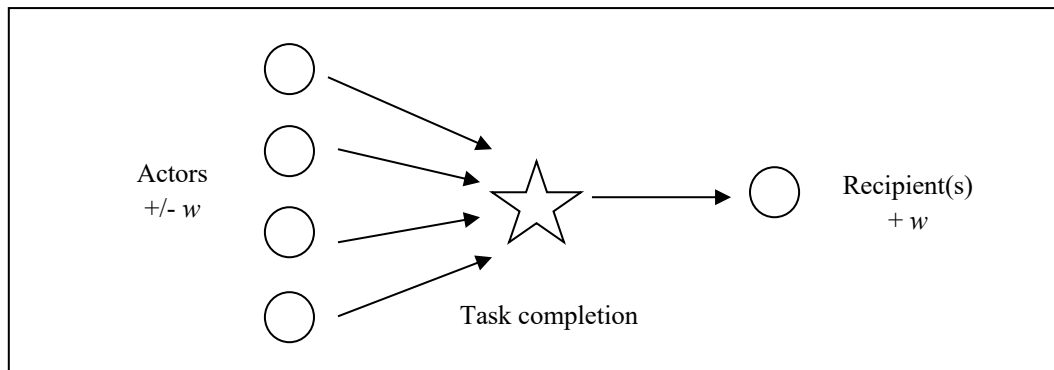 Actors
+/- w
Task completion
Recipient(s)
+ w